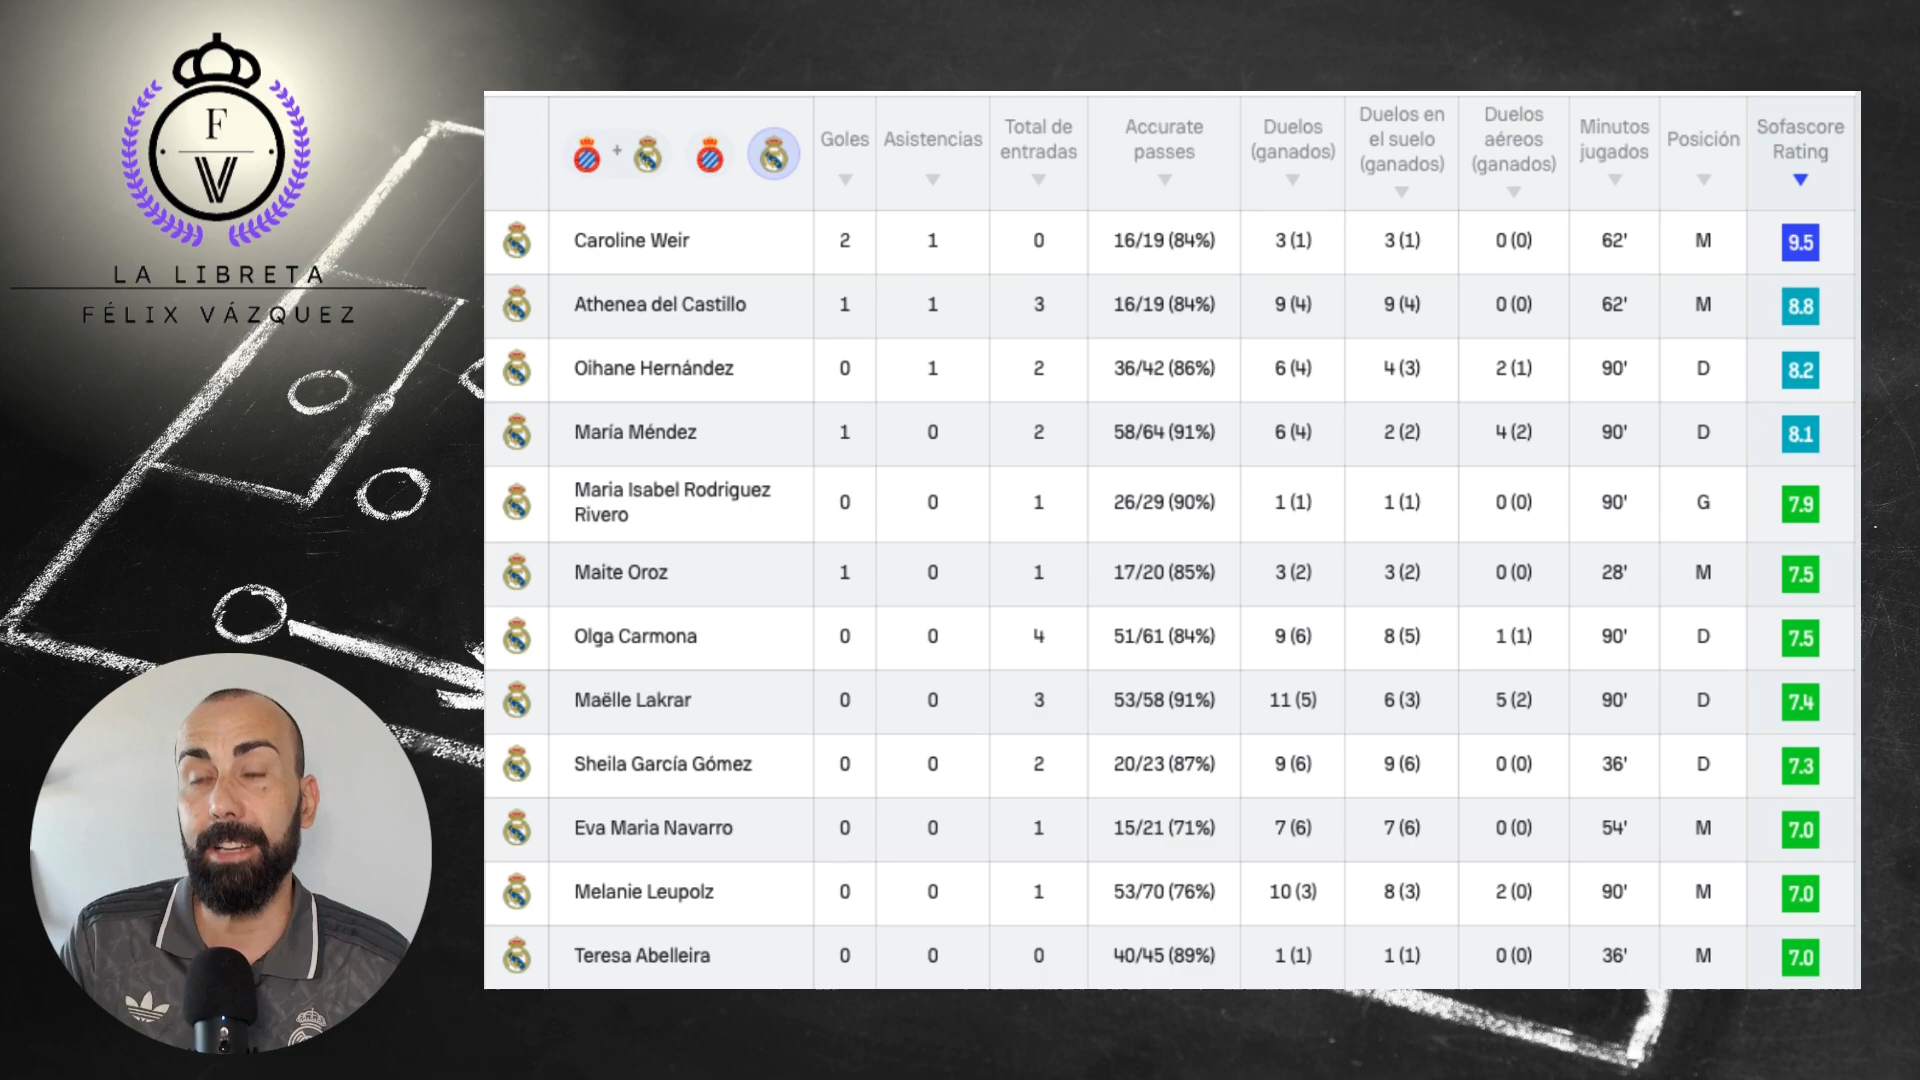 F
V
LA LIBRETA
FÉLIX VÁZQUEZ
+ Goles Asistencias Total de entradas Accurate passes Duelos (ganados) Duelos en el suelo (ganados) Duelos aéreos (ganados) Minutos jugados Posición Sofascore Rating
Caroline Weir 2 1 0 16/19 (84%) 3 (1) 3 (1) 0 (0) 62' M 9.5
Athenea del Castillo 1 1 3 16/19 (84%) 9 (4) 9 (4) 0 (0) 62' M 8.8
Oihane Hernández 0 1 2 36/42 (86%) 6 (4) 4 (3) 2 (1) 90' D 8.2
María Méndez 1 0 2 58/64 (91%) 6 (4) 2 (2) 4 (2) 90' D 8.1
Maria Isabel Rodriguez Rivero 0 0 1 26/29 (90%) 1 (1) 1 (1) 0 (0) 90' G 7.9
Maite Oroz 1 0 1 17/20 (85%) 3 (2) 3 (2) 0 (0) 28' M 7.5
Olga Carmona 0 0 4 51/61 (84%) 9 (6) 8 (5) 1 (1) 90' D 7.5
Maëlle Lakrar 0 0 3 53/58 (91%) 11 (5) 6 (3) 5 (2) 90' D 7.4
Sheila García Gómez 0 0 2 20/23 (87%) 9 (6) 9 (6) 0 (0) 36' D 7.3
Eva Maria Navarro 0 0 1 15/21 (71%) 7 (6) 7 (6) 0 (0) 54' M 7.0
Melanie Leupolz 0 0 1 53/70 (76%) 10 (3) 8 (3) 2 (0) 90' M 7.0
Teresa Abelleira 0 0 0 40/45 (89%) 1 (1) 1 (1) 0 (0) 36' M 7.0